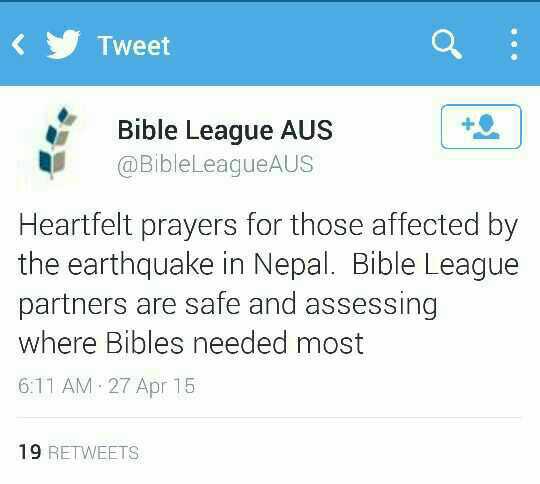 Tweet
Bible League AUS
@BibleLeagueAUS
Heartfelt prayers for those affected by
the earthquake in Nepal.  Bible League
partners are safe and assessing
where Bibles needed most
6:11 AM · 27 Apr 15
19 RETWEETS